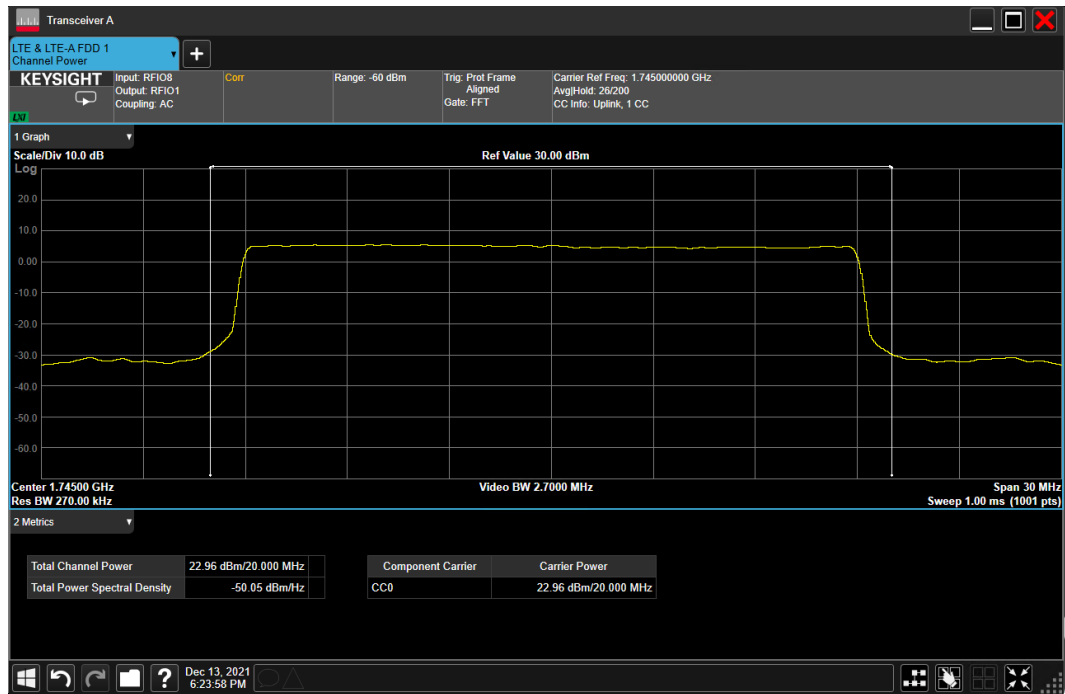 Transceiver A
LTE & LTE-A FDD 1
Channel Power
+
KEYSIGHT
LXI
Input: RFIO8
Output: RFIO1
Coupling: AC
Corr
Range: -60 dBm
Trig: Prot Frame
Aligned
Gate: FFT
Carrier Ref Freq: 1.745000000 GHz
Avg|Hold: 26/200
CC Info: Uplink, 1 CC
1 Graph
Scale/Div 10.0 dB
Ref Value 30.00 dBm
Log
20.0
10.0
0.00
-10.0
-20.0
-30.0
-40.0
-50.0
-60.0
Center 1.74500 GHz
Video BW 2.7000 MHz
Span 30 MHz
Res BW 270.00 kHz
Sweep 1.00 ms (1001 pts)
2 Metrics
Total Channel Power 22.96 dBm/20.000 MHz
Total Power Spectral Density -50.05 dBm/Hz
Component Carrier Carrier Power
CC0 22.96 dBm/20.000 MHz
?
Dec 13, 2021
6:23:58 PM